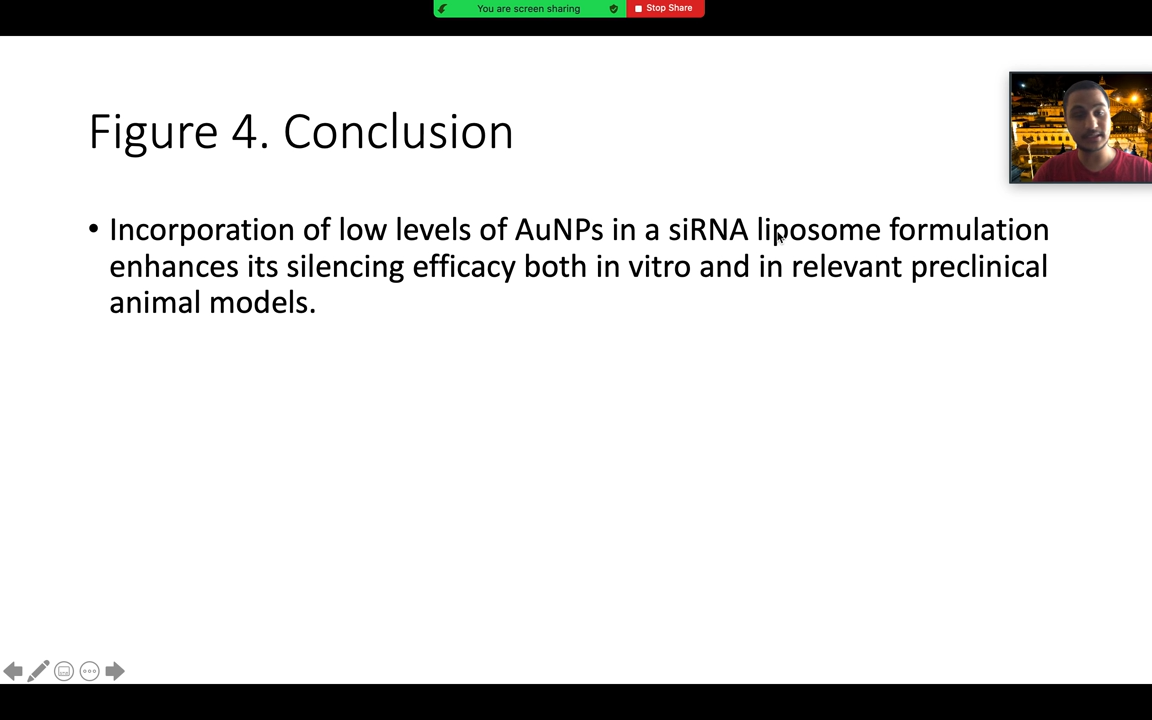 You are screen sharing
Stop Share
Figure 4. Conclusion
• Incorporation of low levels of AuNPs in a siRNA liposome formulation
enhances its silencing efficacy both in vitro and in relevant preclinical
animal models.